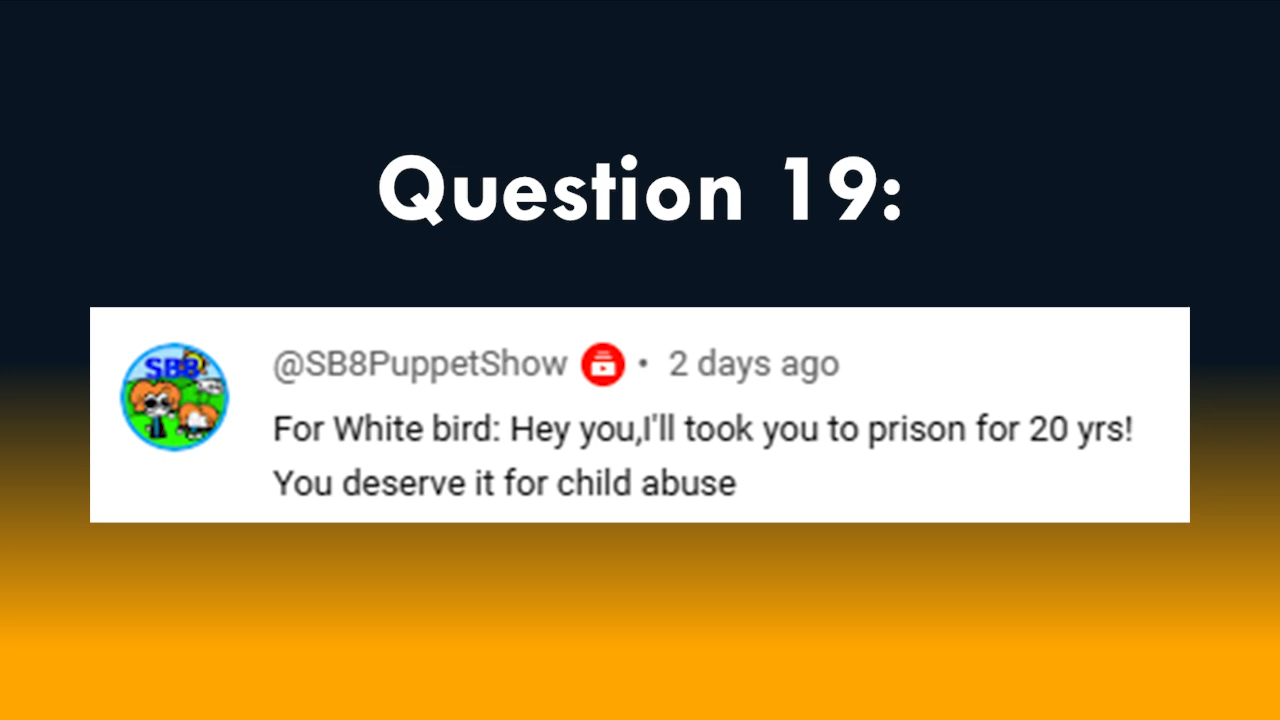 Question 19:
SB8
@SB8PuppetShow • 2 days ago
For White bird: Hey you,I'll took you to prison for 20 yrs!
You deserve it for child abuse